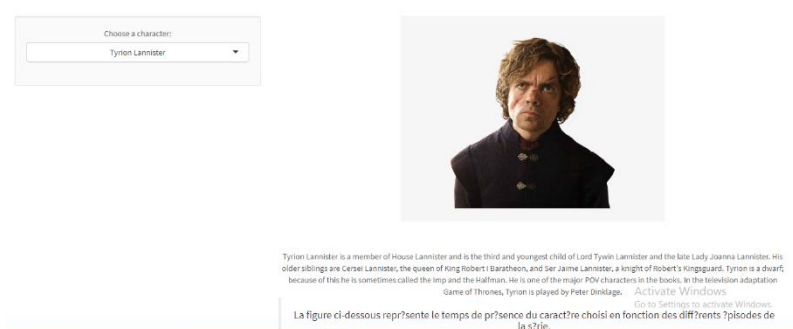 Choose a character:
Tyrion Lannister
Tyrion Lannister is a member of House Lannister and is the third and youngest child of Lord Tywin Lannister and the late Lady Joanna Lannister. His
older siblings are Cersei Lannister, the queen of King Robert I Baratheon, and Ser Jaime Lannister, a knight of Robert's Kingsguard. Tyrion is a dwarf;
because of this he is sometimes called the Imp and the Halfman. He is one of the major POV characters in the books. In the television adaptation
Game of Thrones, Tyrion is played by Peter Dinklage.
Activate Windows
Go to Settings to activate Windows.
La figure ci-dessous repr?sente le temps de pr?sence du caract?re choisi en fonction des diff?rents ?pisodes de
la s?rie.